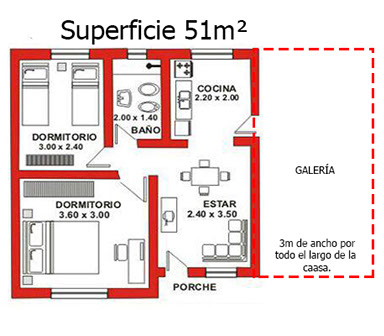 Superficie 51m²
COCINA
2.20 x 2.00
2.00 x 1.40
BAÑO
DORMITORIO
3.00 x 2.40
GALERÍA
DORMITORIO
3.60 x 3.00
ESTAR
2.40 x 3.50
3m de ancho por
todo el largo de la
caasa.
PORCHE